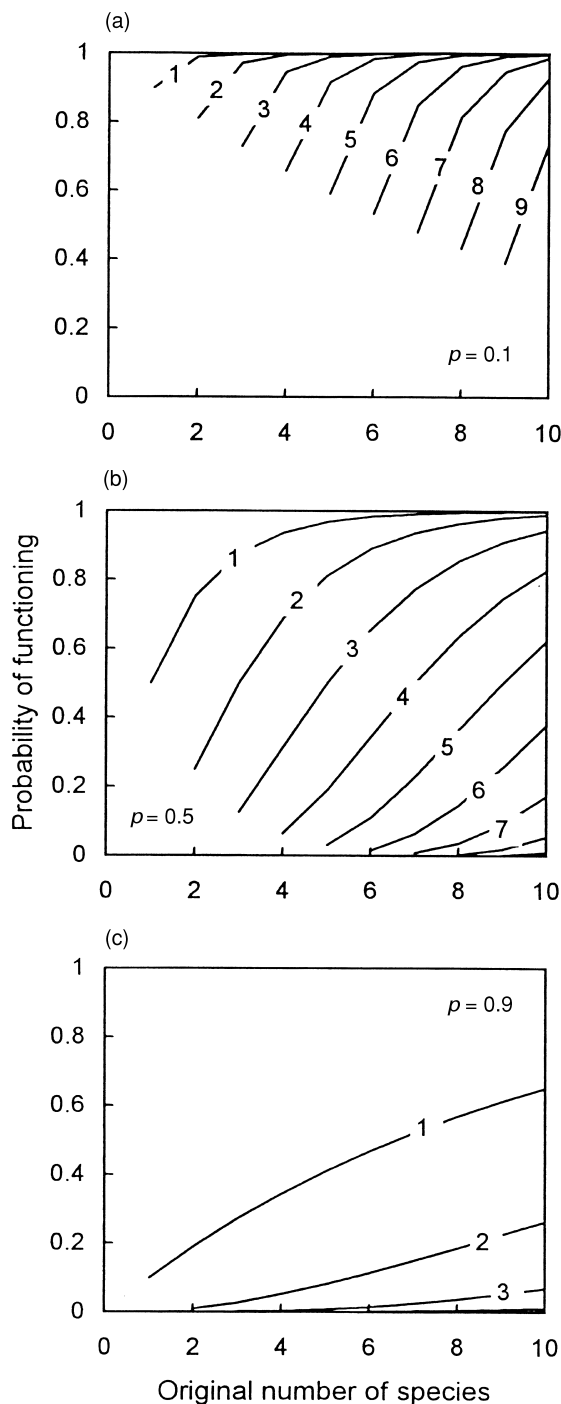 (a)
1
0.8
0.6
0.4
0.2
0
1 2 3 4 5 6 7 8 9
p = 0.1
0 2 4 6 8 10
(b)
Probability of functioning
1
0.8
0.6
0.4
0.2
0
1 2 3 4 5 6 7
p = 0.5
0 2 4 6 8 10
(c)
1
0.8
0.6
0.4
0.2
0
p = 0.9
1 2 3
0 2 4 6 8 10
Original number of species